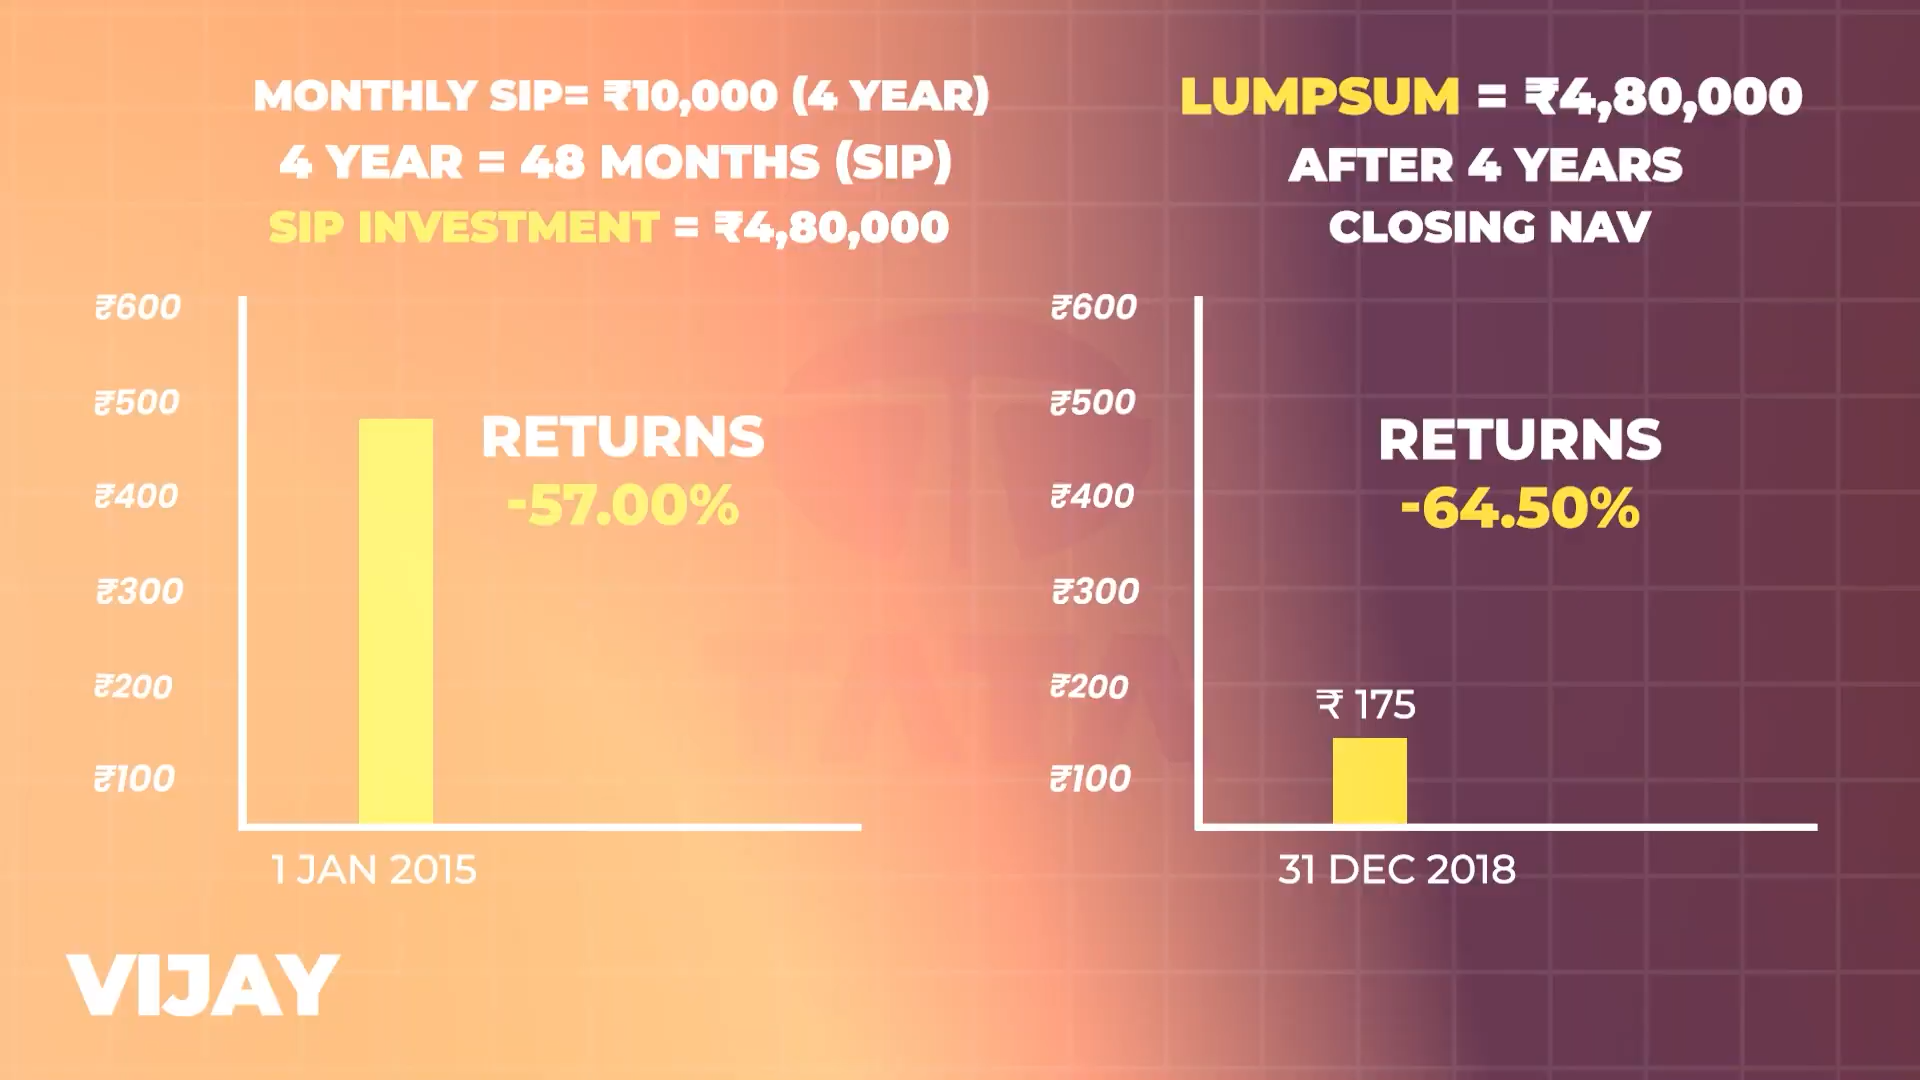 MONTHLY SIP= ₹10,000 (4 YEAR)
4 YEAR = 48 MONTHS (SIP)
SIP INVESTMENT = ₹4,80,000
₹600
₹500
₹400
₹300
₹200
₹100
RETURNS
-57.00%
1 JAN 2015
LUMPSUM = ₹4,80,000
AFTER 4 YEARS
CLOSING NAV
₹600
₹500
₹400
₹300
₹200
₹100
RETURNS
-64.50%
₹ 175
31 DEC 2018
TATA
VIJAY